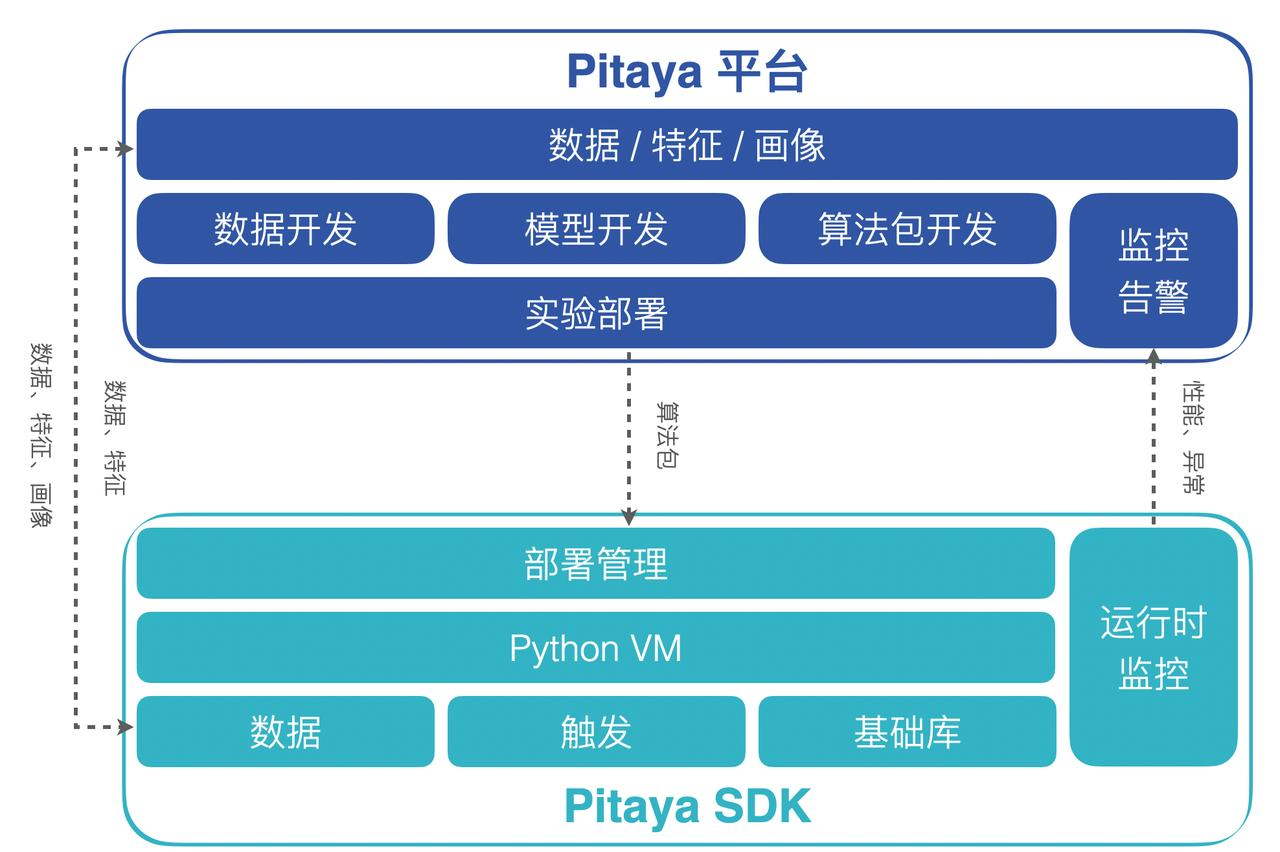 Pitaya 平台
数据 / 特征 / 画像
数据开发
模型开发
算法包开发
监控
告警
实验部署
数据、特征、画像
数据、特征
算法包
性能、异常
部署管理
Python VM
运行时
监控
数据
触发
基础库
Pitaya SDK